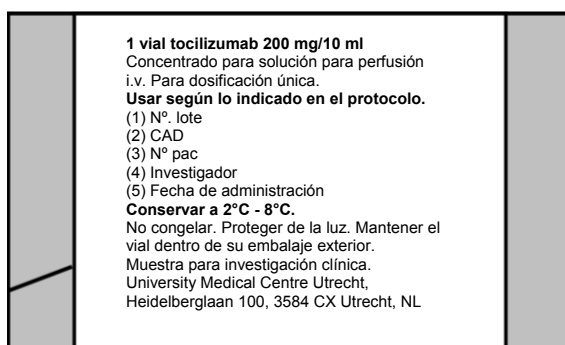 1 vial tocilizumab 200 mg/10 ml
Concentrado para solución para perfusión
i.v. Para dosificación única.
Usar según lo indicado en el protocolo.
(1) Nº. lote
(2) CAD
(3) Nº pac
(4) Investigador
(5) Fecha de administración
Conservar a 2°C - 8°C.
No congelar. Proteger de la luz. Mantener el
vial dentro de su embalaje exterior.
Muestra para investigación clínica.
University Medical Centre Utrecht,
Heidelberglaan 100, 3584 CX Utrecht, NL